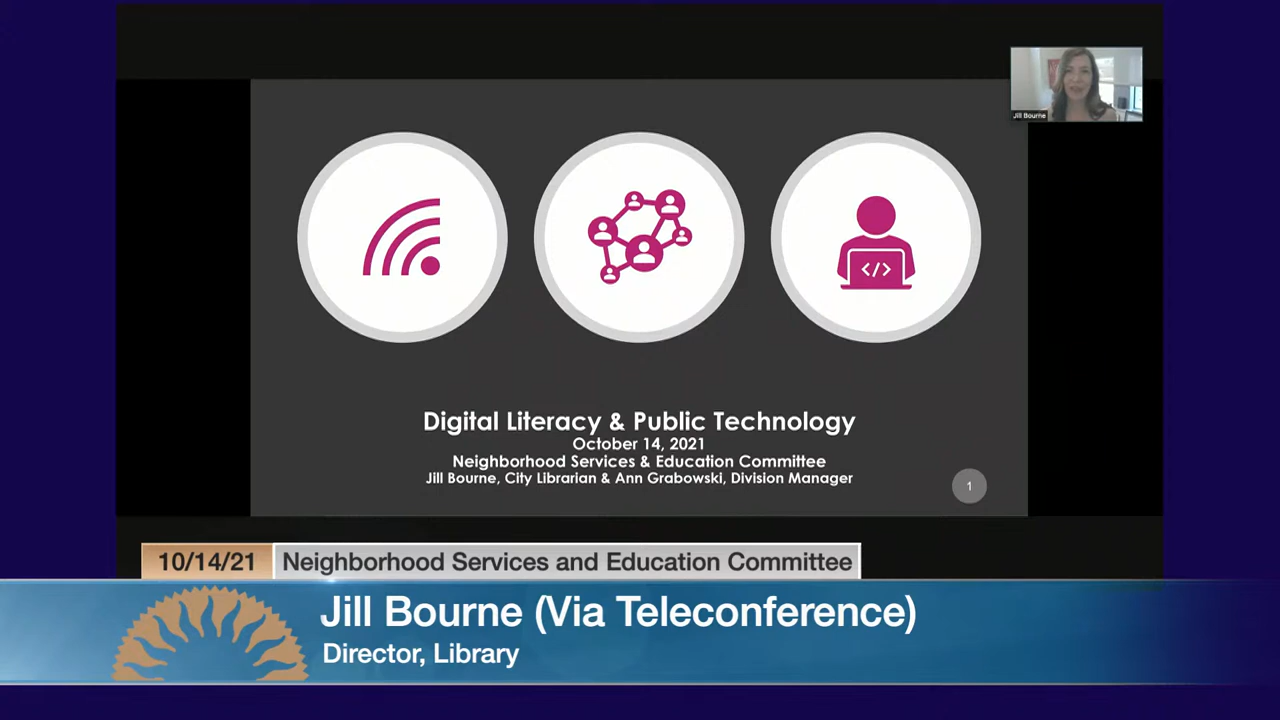 Jill Bourne
</>
Digital Literacy & Public Technology
October 14, 2021
Neighborhood Services & Education Committee
Jill Bourne, City Librarian & Ann Grabowski, Division Manager
1
10/14/21 Neighborhood Services and Education Committee
Jill Bourne (Via Teleconference)
Director, Library